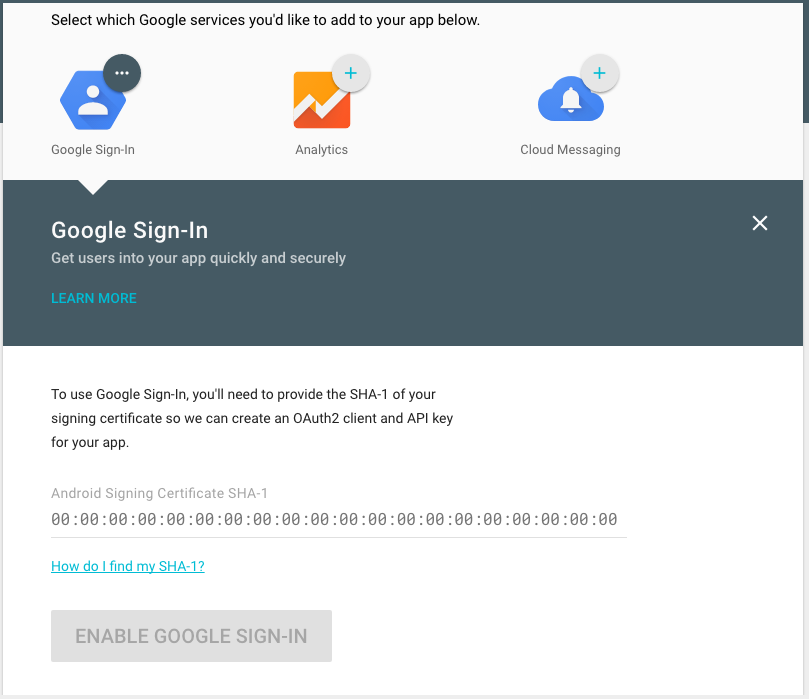 Select which Google services you'd like to add to your app below.
Google Sign-In
Analytics
Cloud Messaging
Google Sign-In
Get users into your app quickly and securely
LEARN MORE
To use Google Sign-In, you'll need to provide the SHA-1 of your
signing certificate so we can create an OAuth2 client and API key
for your app.
Android Signing Certificate SHA-1
00:00:00:00:00:00:00:00:00:00:00:00:00:00:00:00:00:00:00:00
How do I find my SHA-1?
ENABLE GOOGLE SIGN-IN